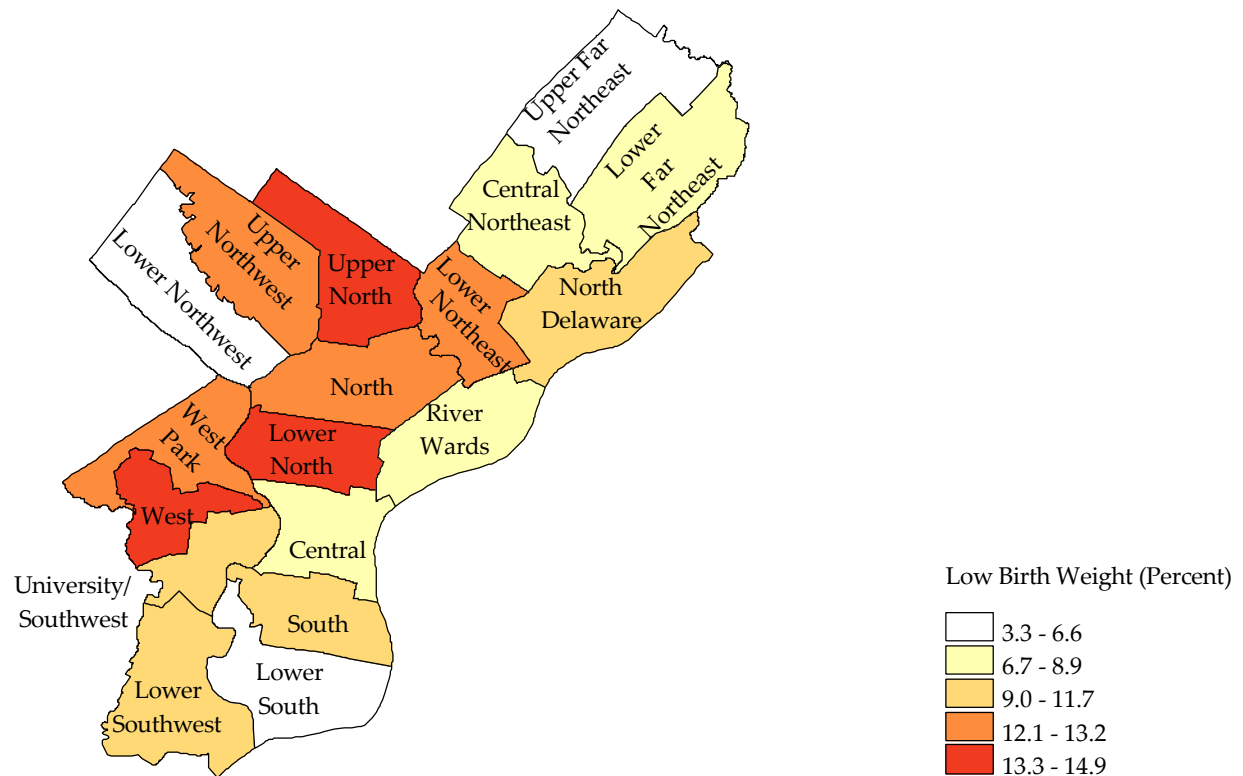 Upper Far
Northeast
Lower
Far
Northeast
Central
Northeast
Upper
Northwest
Lower Northwest
Upper
North
Lower
Northeast
North
Delaware
North
West
Park
River
Wards
Lower
North
West
Central
University/
Southwest
South
Lower
South
Lower
Southwest
Low Birth Weight (Percent)
3.3 - 6.6
6.7 - 8.9
9.0 - 11.7
12.1 - 13.2
13.3 - 14.9